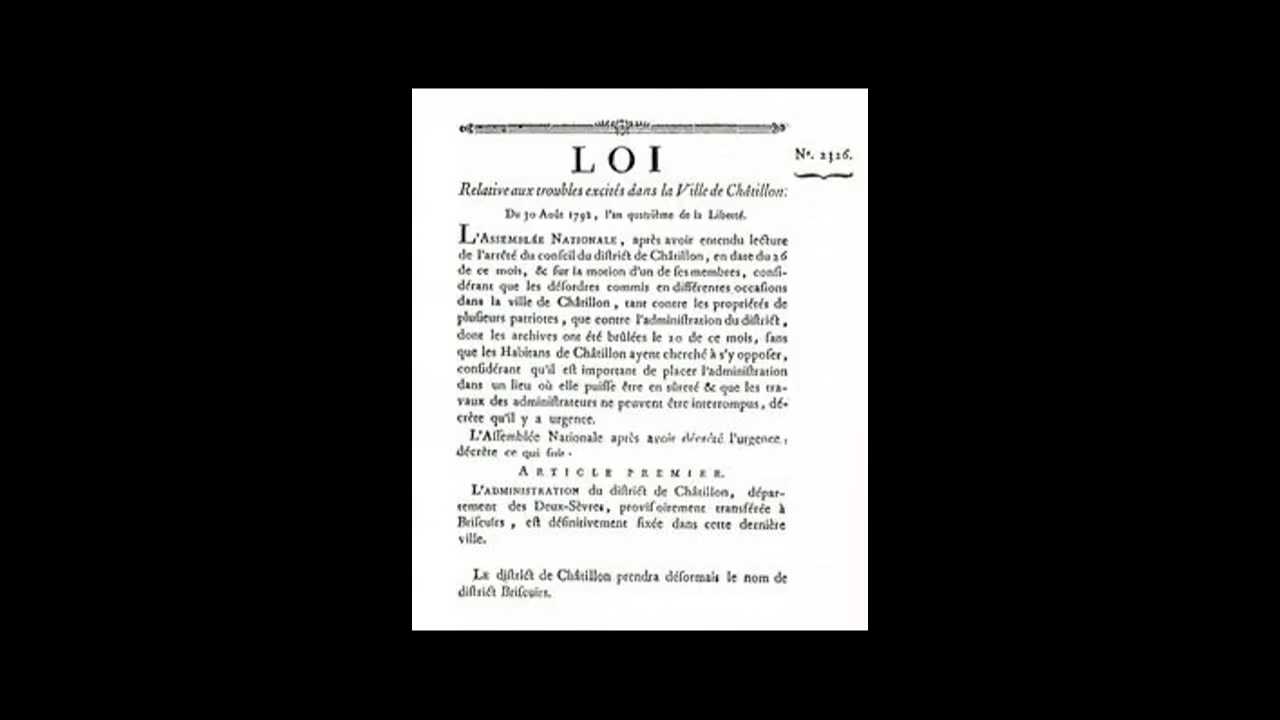 LOI
Nº. 2326.
Relative aux troubles excités dans la Ville de Châtillon.
Du 30 Août 1792, l'an quatrième de la Liberté.
L'ASSEMBLÉE NATIONALE, après avoir entendu lecture
de l'arrêté du conſeil du diſtrict de Châtillon, en date du 26
de ce mois, & ſur la motion d'un de ſes membres, conſi-
dérant que les déſordres commis en différentes occaſions
dans la ville de Châtillon, tant contre les propriétés de
pluſieurs patriotes, que contre l'adminiſtration du diſtrict,
dont les archives ont été brûlées le 20 de ce mois, ſans
que les Habitans de Châtillon ayent cherché à s'y oppoſer,
conſidérant qu'il eſt important de placer l'adminiſtration
dans un lieu où elle puiſſe être en ſûreté & que les tra-
vaux des adminiſtrateurs ne peuvent être interrompus, dé-
crète qu'il y a urgence.
L'Aſſemblée Nationale après avoir décrété l'urgence,
décrète ce qui ſuit.
ARTICLE PREMIER.
L'ADMINISTRATION du diſtrict de Châtillon, dépar-
tement des Deux-Sèvres, proviſoirement transférée à
, eſt définitivement fixée dans cette dernière
ville.
LE diſtrict de Châtillon prendra déſormais le nom de
diſtrict